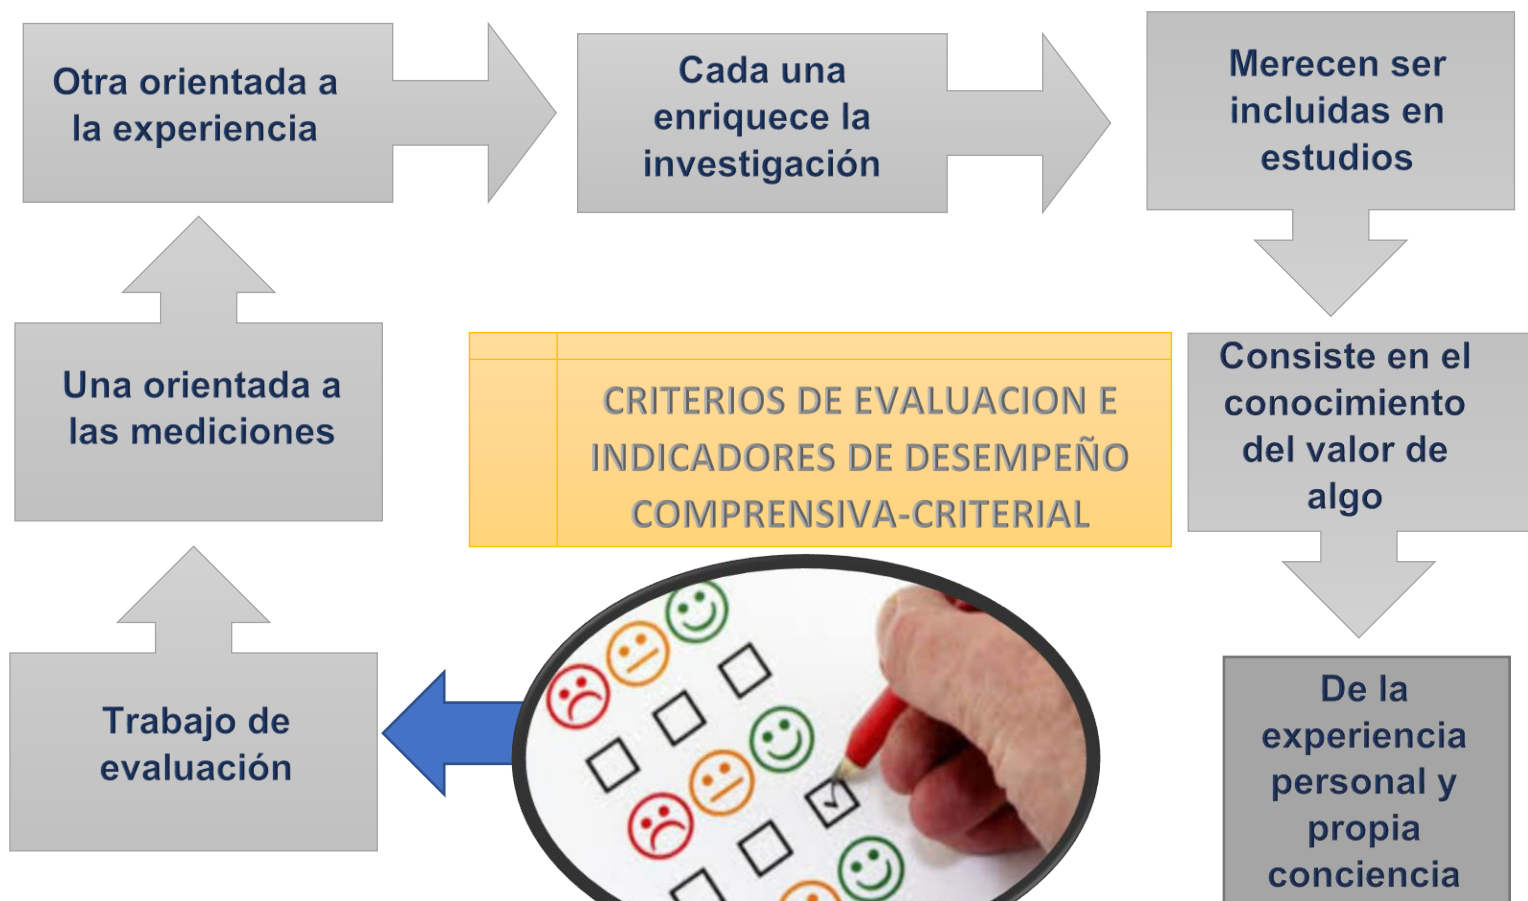 Otra orientada a
la experiencia
Cada una
enriquece la
investigación
Merecen ser
incluidas en
estudios
Una orientada a
las mediciones
CRITERIOS DE EVALUACION E
INDICADORES DE DESEMPEÑO
COMPRENSIVA-CRITERIAL
Consiste en el
conocimiento
del valor de
algo
Trabajo de
evaluación
De la
experiencia
personal y
propia
conciencia